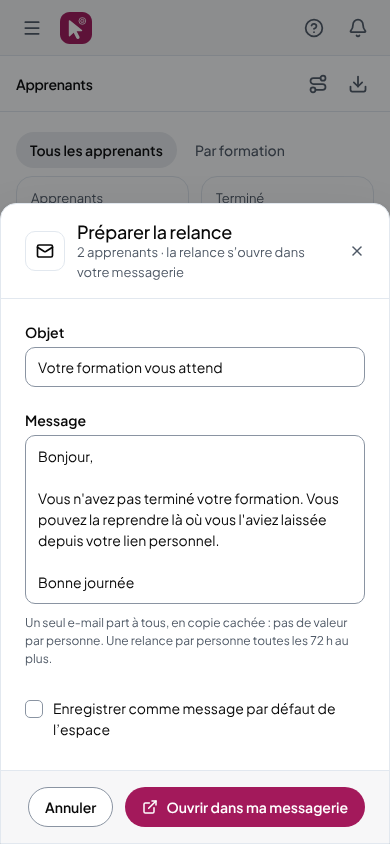 Apprenants
Tous les apprenants
Par formation
Apprenants
Terminé
Préparer la relance
2 apprenants · la relance s'ouvre dans
votre messagerie
Objet
Votre formation vous attend
Message
Bonjour,
Vous n'avez pas terminé votre formation. Vous
pouvez la reprendre là où vous l'aviez laissée
depuis votre lien personnel.
Bonne journée
Un seul e-mail part à tous, en copie cachée : pas de valeur
par personne. Une relance par personne toutes les 72 h au
plus.
Enregistrer comme message par défaut de
l'espace
Annuler
Ouvrir dans ma messagerie